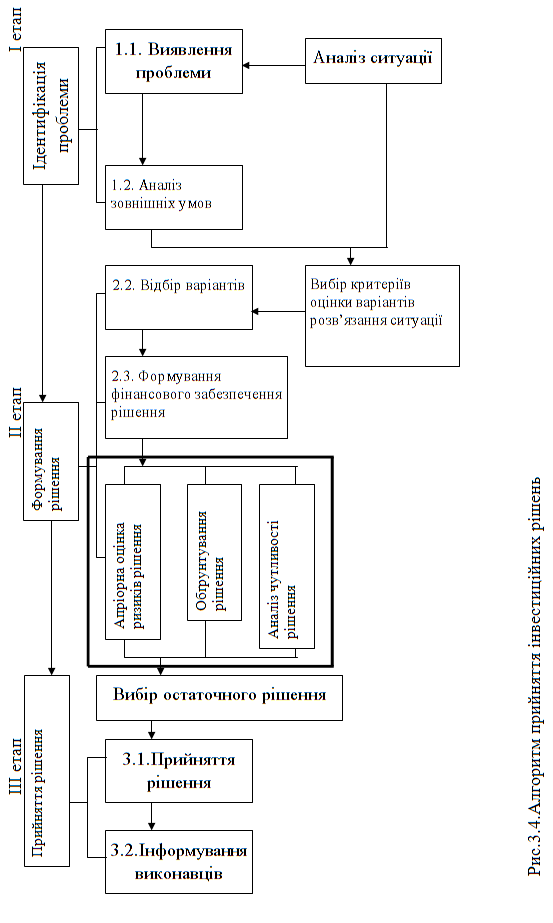 І етап
Ідентифікація
проблеми
1.1. Виявлення
проблеми
Аналіз ситуації
1.2. Аналіз
зовнішніх умов
2.2. Відбір варіантів
Вибір критеріїв
оцінки варіантів
розв’язання ситуації
2.3. Формування
фінансового забезпечення
рішення
ІІ етап
Формування
рішення
Апріорна оцінка
ризиків рішення
Обґрунтування
рішення
Аналіз чутливості
рішення
Вибір остаточного рішення
ІІІ етап
Прийняття рішення
3.1.Прийняття
рішення
3.2.Інформування
виконавців
Рис.3.4.Алгоритм прийняття інвестиційних рішень